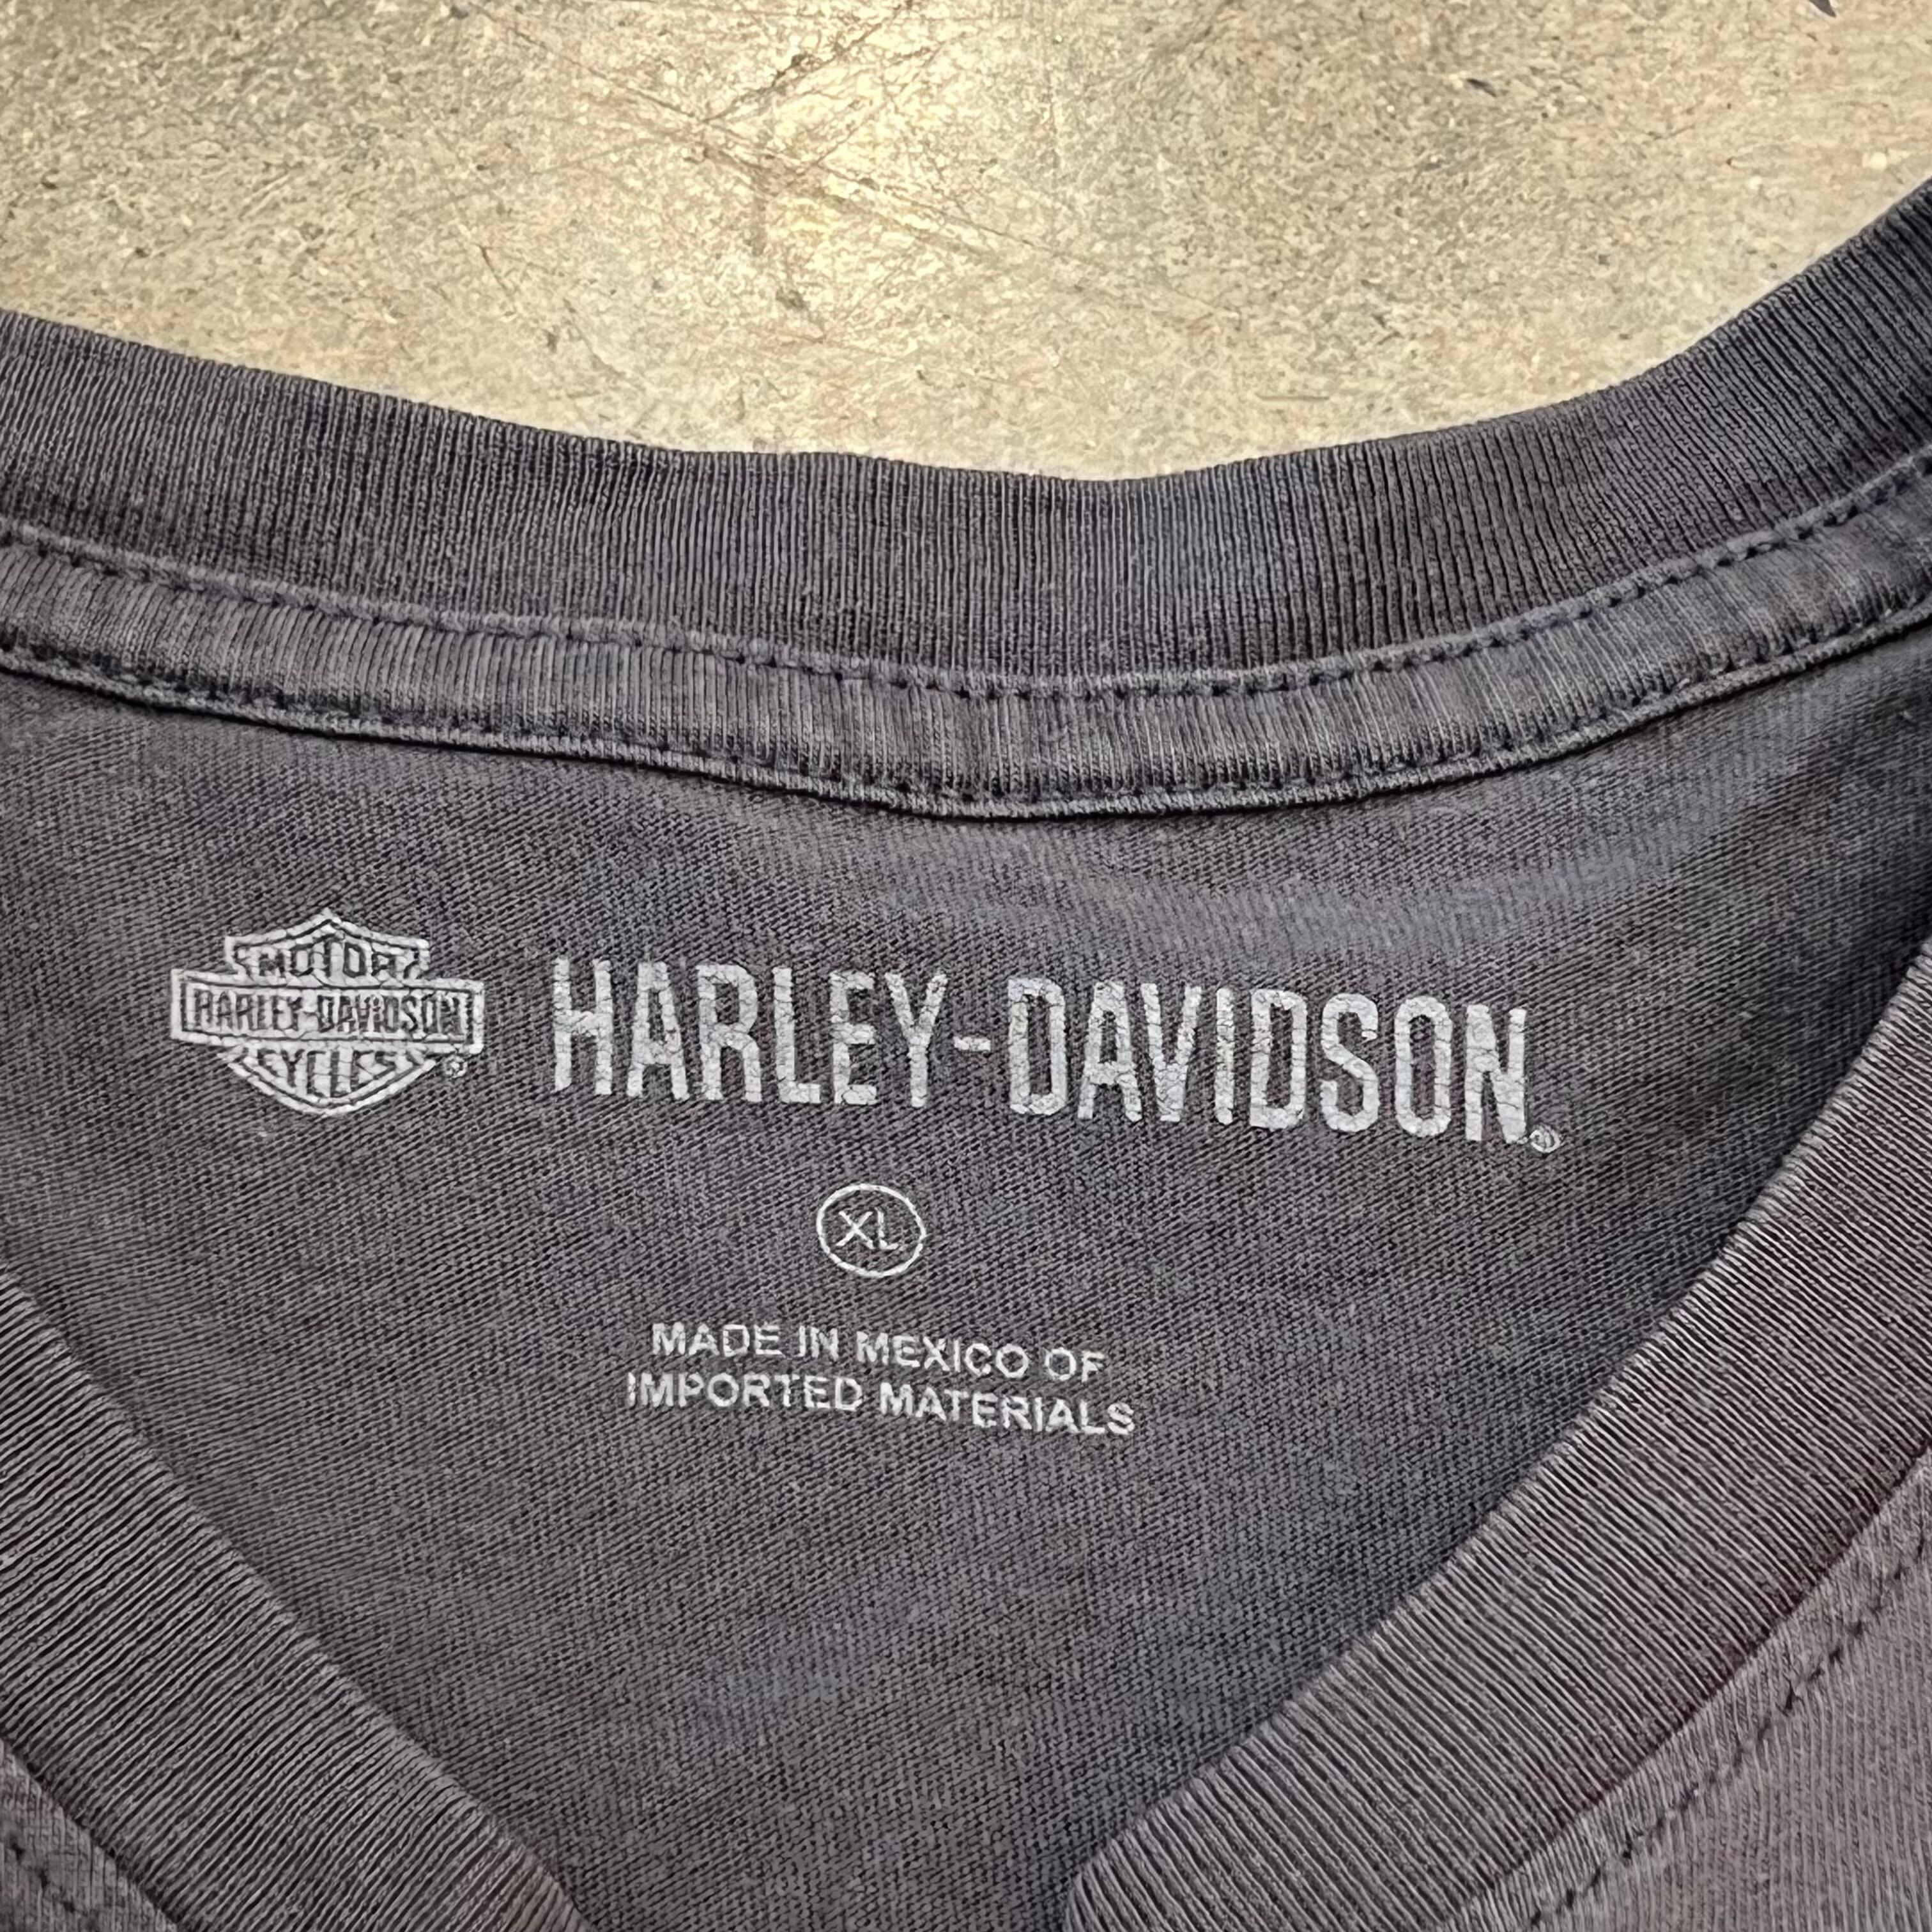 MOTOR
HARLEY-DAVIDSON
CYCLES
®
HARLEY-DAVIDSON®
XL
MADE IN MEXICO OF
IMPORTED MATERIALS